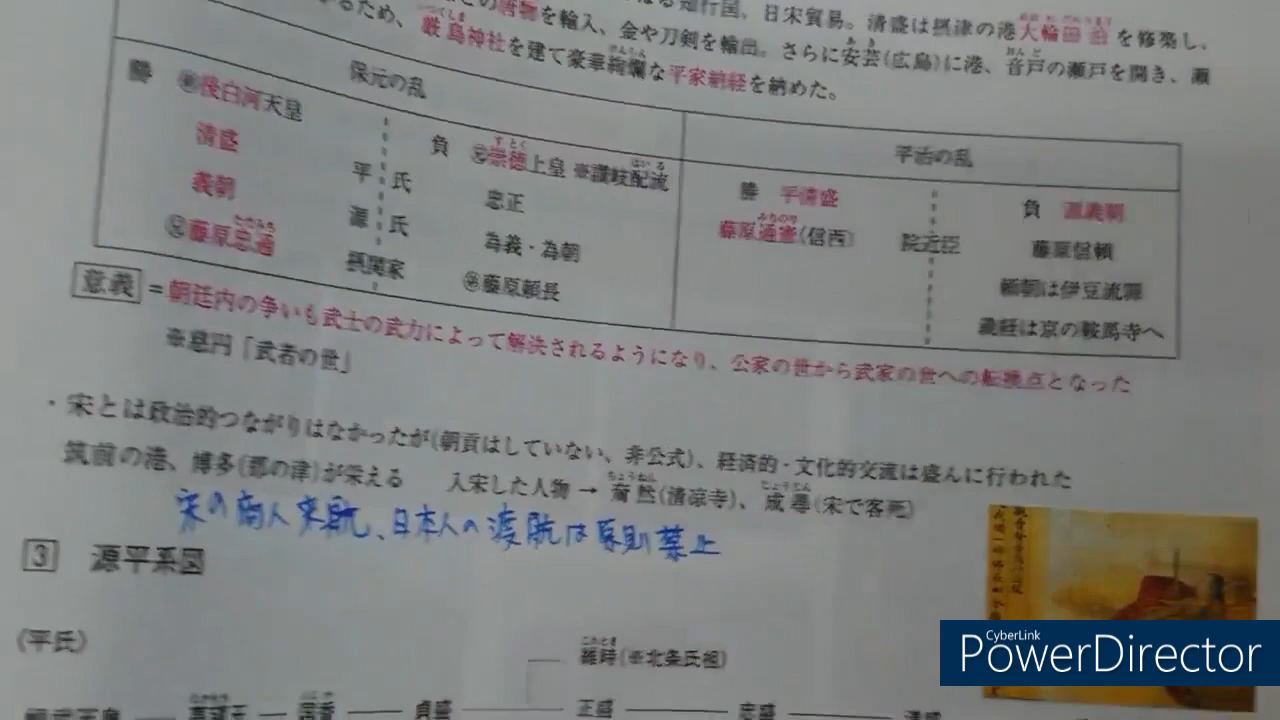 の唐物を輸入、金や刀剣を輸出。さらに安芸(広島)に港、音戸の瀬戸を開き、瀬
知行国、日宋貿易。清盛は摂津の港大輪田泊を修築し、
るため、厳島神社を建て豪華絢爛な平家納経を納めた。
保元の乱
平治の乱
勝 後白河天皇 負 崇徳上皇 ※讃岐配流
清盛 平氏 忠正
義朝 源氏 為義・為朝
藤原忠通 摂関家 藤原頼長
勝 平清盛 負 源義朝
藤原通憲(信西) 院近臣 藤原信頼
頼朝は伊豆流罪
義経は京の鞍馬寺へ
意義=朝廷内の争いも武士の武力によって解決されるようになり、公家の世から武家の世への転換点となった
※慈円「武者の世」
・宋とは政治的つながりはなかったが(朝貢はしていない、非公式)、経済的・文化的交流は盛んに行われた
筑前の港、博多(那の津)が栄える 入宋した人物→奝然(清凉寺)、成尋(宋で客死)
宋の商人来航、日本人の渡航は原則禁止
3 源平系図
(平氏)
維時(※北条氏祖)
貞盛 正盛 忠盛 清盛
CyberLink
PowerDirector